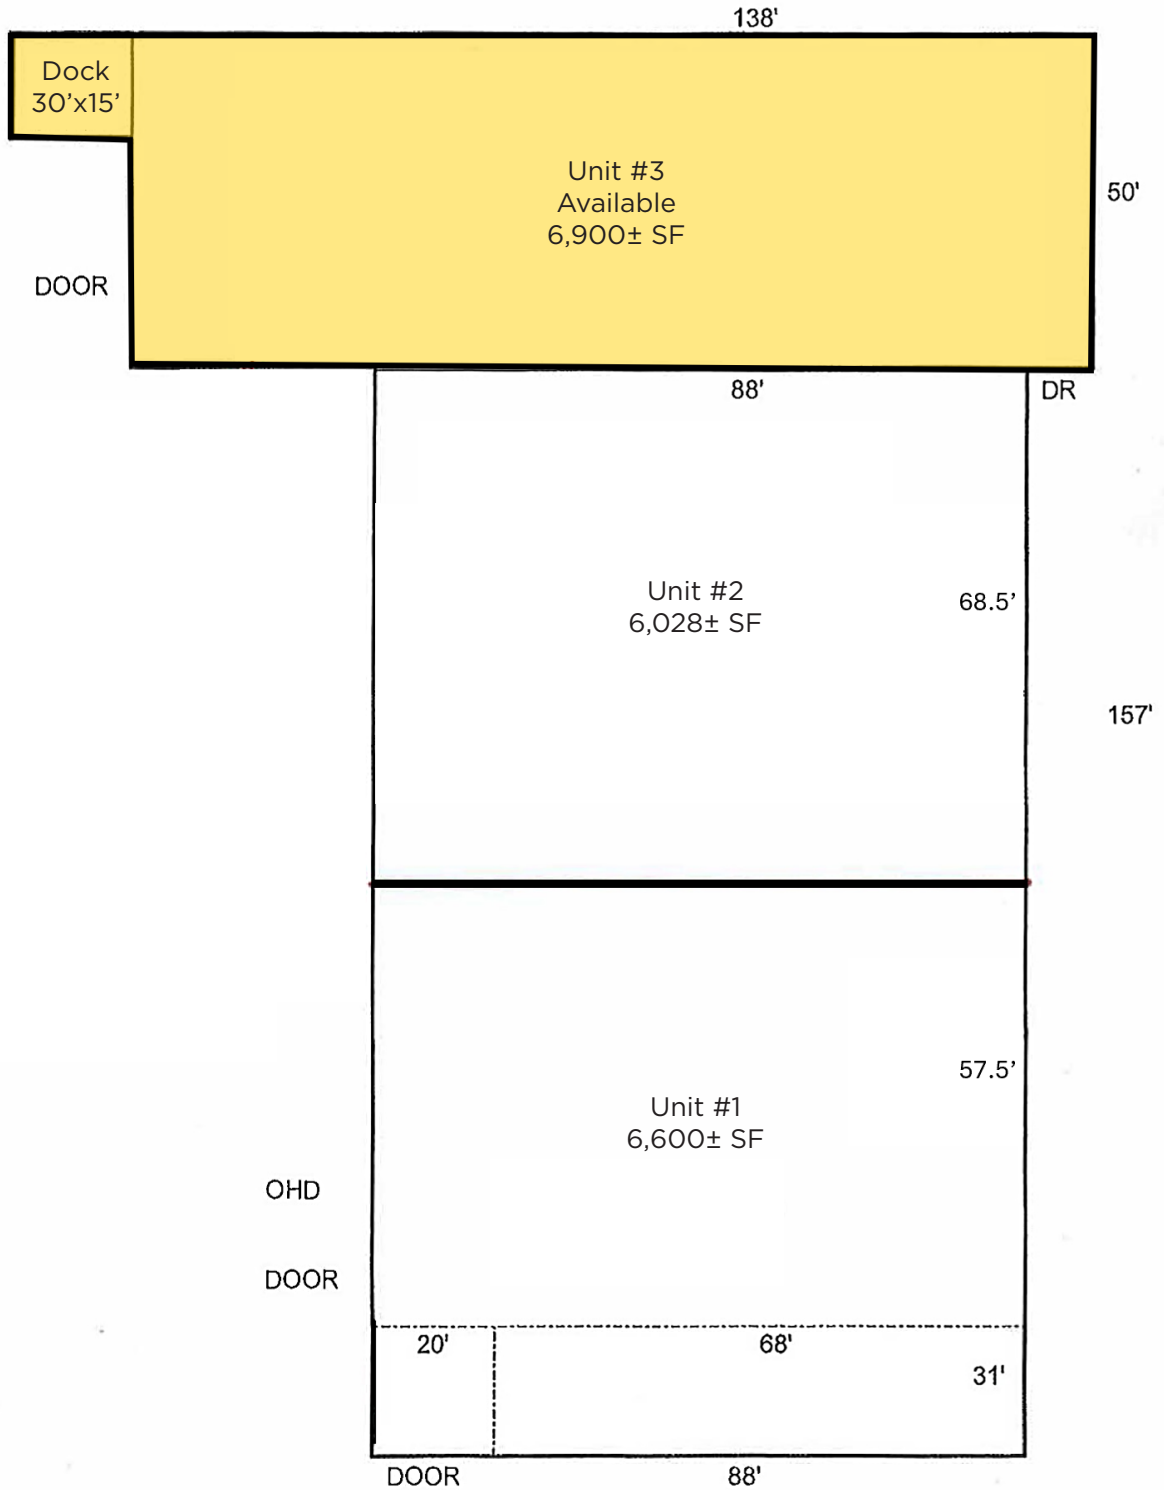 138'
Dock
30’x15’
Unit #3
Available
6,900± SF
50'
DOOR
88'
DR
Unit #2
6,028± SF
68.5’
157'
57.5’
Unit #1
6,600± SF
OHD
DOOR
20'
68'
31'
DOOR
88'